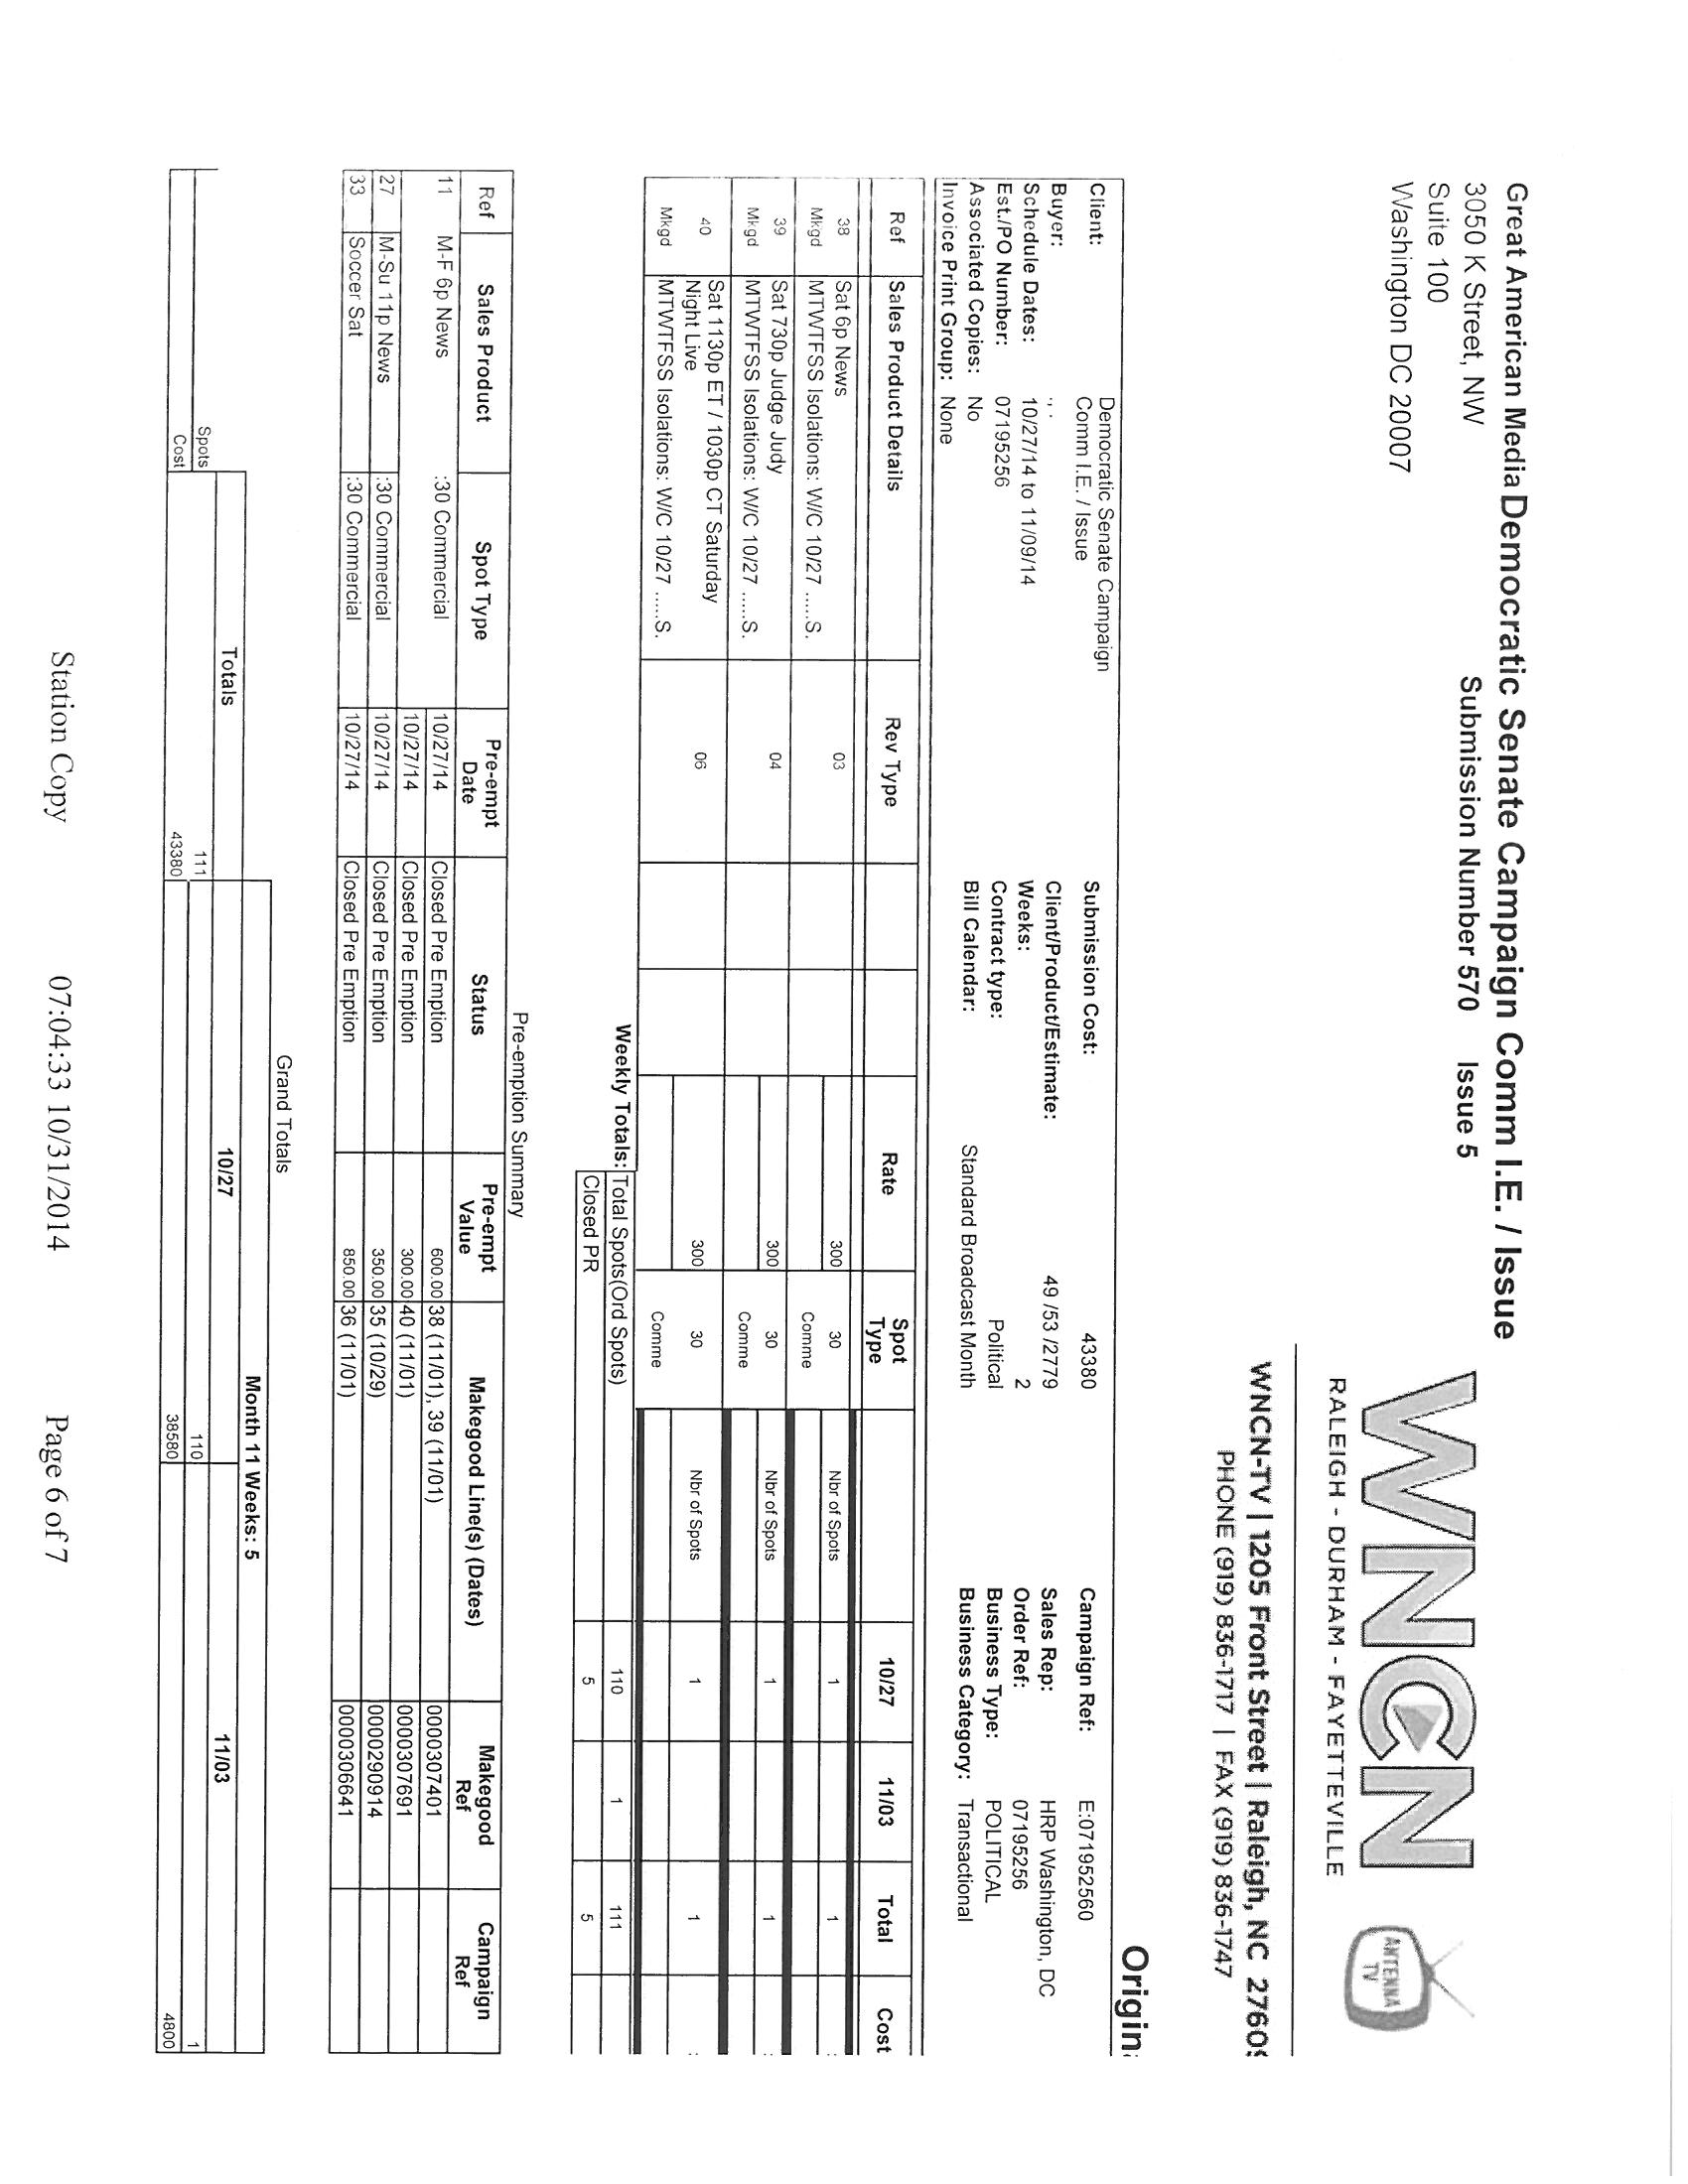 Great American Media Democratic Senate Campaign Comm I.E. / Issue
3050 K Street, NW
Submission Number 570 Issue 5
Suite 100
Washington DC 20007
WNCN
RALEIGH - DURHAM - FAYETTEVILLE
ANTENNA
TV
WNCN-TV | 1205 Front Street | Raleigh, NC 2760
PHONE (919) 836-1717 | FAX (919) 836-1747
Origin
Client: Democratic Senate Campaign Comm I.E. / Issue Submission Cost: 43380 Campaign Ref: E:071952560
Buyer: ., . Client/Product/Estimate: 49 /53 /2779 Sales Rep: HRP Washington, DC
Schedule Dates: 10/27/14 to 11/09/14 Weeks: 2 Order Ref: 07195256
Est./PO Number: 07195256 Contract type: Political Business Type: POLITICAL
Associated Copies: No Bill Calendar: Standard Broadcast Month Business Category: Transactional
Invoice Print Group: None
Ref Sales Product Details Rev Type Rate Spot Type 10/27 11/03 Total Cost
38 Sat 6p News 03 300 30 Nbr of Spots 1 1
Mkgd MTWTFSS Isolations: W/C 10/27 .....S. Comme
39 Sat 730p Judge Judy 04 300 30 Nbr of Spots 1 1
Mkgd MTWTFSS Isolations: W/C 10/27 .....S. Comme
40 Sat 1130p ET / 1030p CT Saturday Night Live 06 300 30 Nbr of Spots 1 1
Mkgd MTWTFSS Isolations: W/C 10/27 .....S. Comme
Weekly Totals: Total Spots(Ord Spots) 110 1 111
Closed PR 5 5
Pre-emption Summary
Ref Sales Product Spot Type Pre-empt Date Status Pre-empt Value Makegood Line(s) (Dates) Makegood Ref Campaign Ref
11 M-F 6p News :30 Commercial 10/27/14 Closed Pre Emption 600.00 38 (11/01), 39 (11/01) 0000307401
10/27/14 Closed Pre Emption 300.00 40 (11/01) 0000307691
27 M-Su 11p News :30 Commercial 10/27/14 Closed Pre Emption 350.00 35 (10/29) 0000290914
33 Soccer Sat :30 Commercial 10/27/14 Closed Pre Emption 850.00 36 (11/01) 0000306641
Grand Totals
Month 11 Weeks: 5
Totals 10/27 11/03
Spots 111 110 1
Cost 43380 38580 4800
Station Copy 07:04:33 10/31/2014 Page 6 of 7